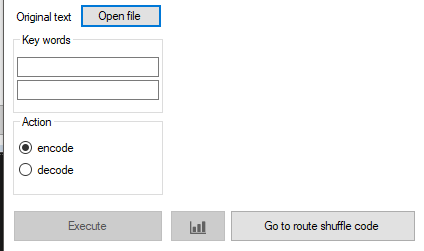 Original text Open file
Key words
Action
encode
decode
Execute Go to route shuffle code